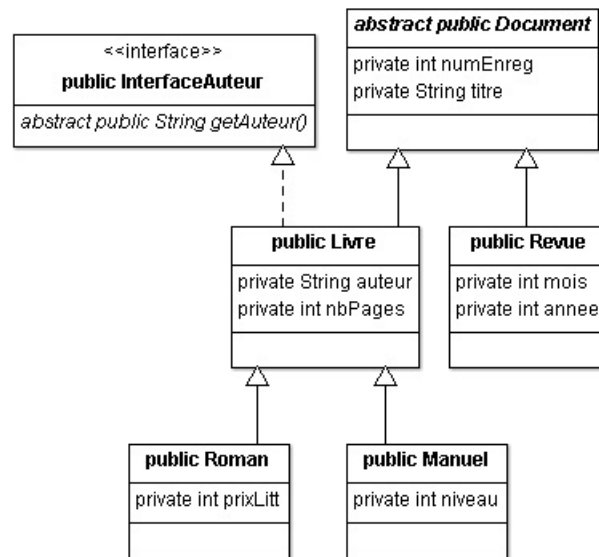 <<interface>>
public InterfaceAuteur
abstract public String getAuteur()
abstract public Document
private int numEnreg
private String titre
public Livre
private String auteur
private int nbPages
public Revue
private int mois
private int annee
public Roman
private int prixLitt
public Manuel
private int niveau